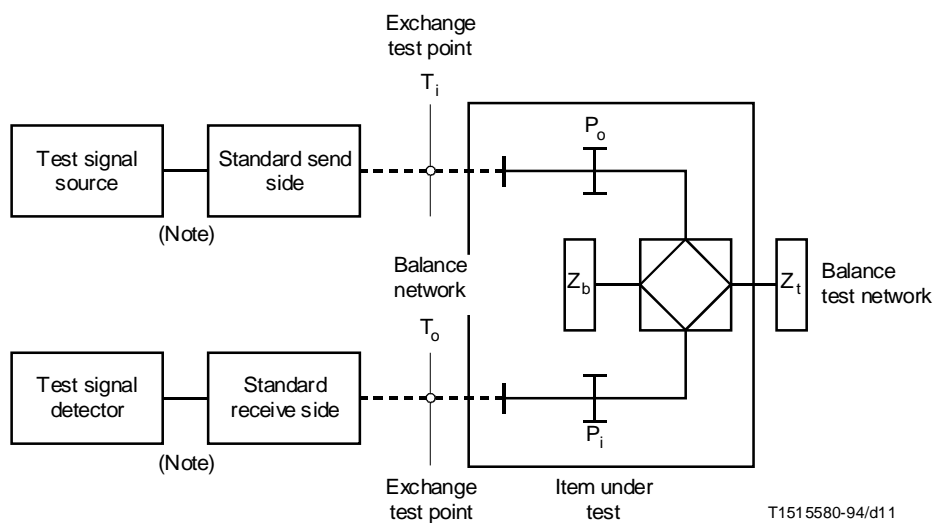 Exchange
test point
T_i
P_o
Test signal
source
Standard send
side
(Note)
Balance
network
Z_b
Z_t
Balance
test network
T_o
Test signal
detector
Standard
receive side
(Note)
P_i
Exchange
test point
Item under
test
T1515580-94/d11